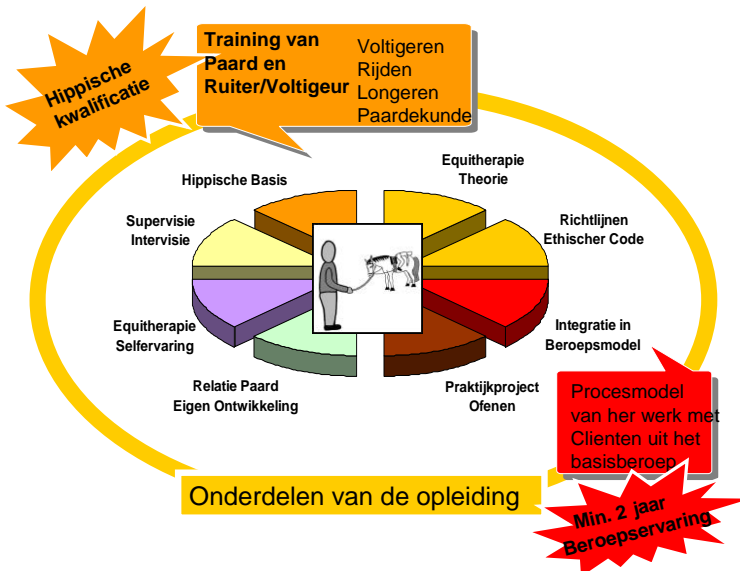 Hippische
kwalificatie
Training van
Paard en
Ruiter/Voltigeur
Voltigeren
Rijden
Longeren
Paardekunde
Hippische Basis
Equitherapie
Theorie
Supervisie
Intervisie
Richtlijnen
Ethischer Code
Equitherapie
Selfervaring
Integratie in
Beroepsmodel
Relatie Paard
Eigen Ontwikkeling
Praktijkproject
Ofenen
Procesmodel
van her werk met
Clienten uit het
basisberoep
Onderdelen van de opleiding
Min. 2 jaar
Beroepservaring